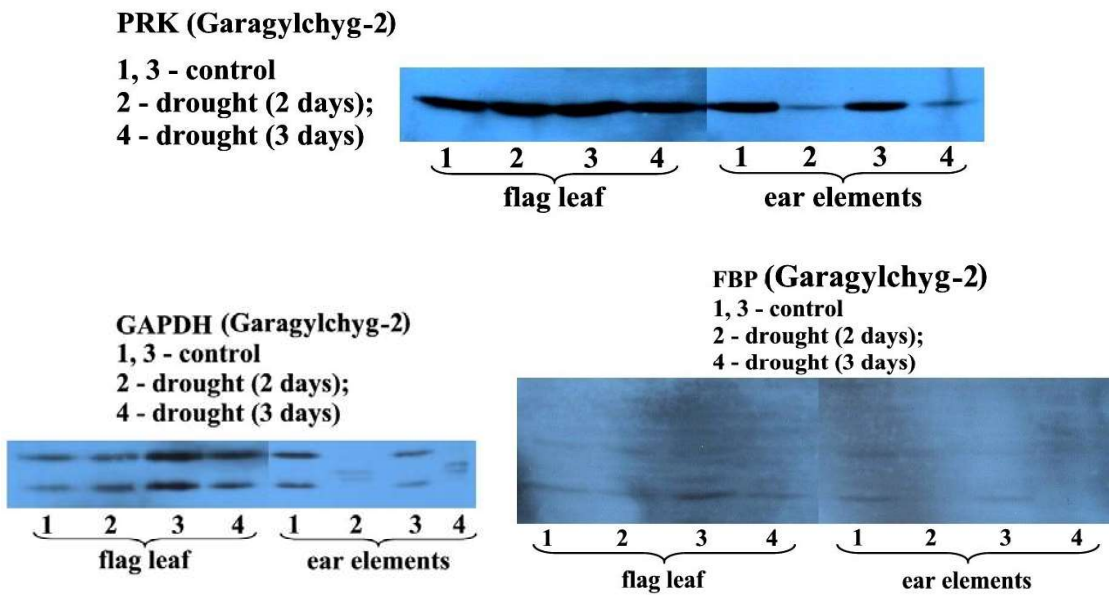 PRK (Garagylchyg-2)
1, 3 - control
2 - drought (2 days);
4 - drought (3 days)
1 2 3 4 1 2 3 4
flag leaf ear elements
GAPDH (Garagylchyg-2)
1, 3 - control
2 - drought (2 days);
4 - drought (3 days)
1 2 3 4 1 2 3 4
flag leaf ear elements
FBP (Garagylchyg-2)
1, 3 - control
2 - drought (2 days);
4 - drought (3 days)
1 2 3 4 1 2 3 4
flag leaf ear elements